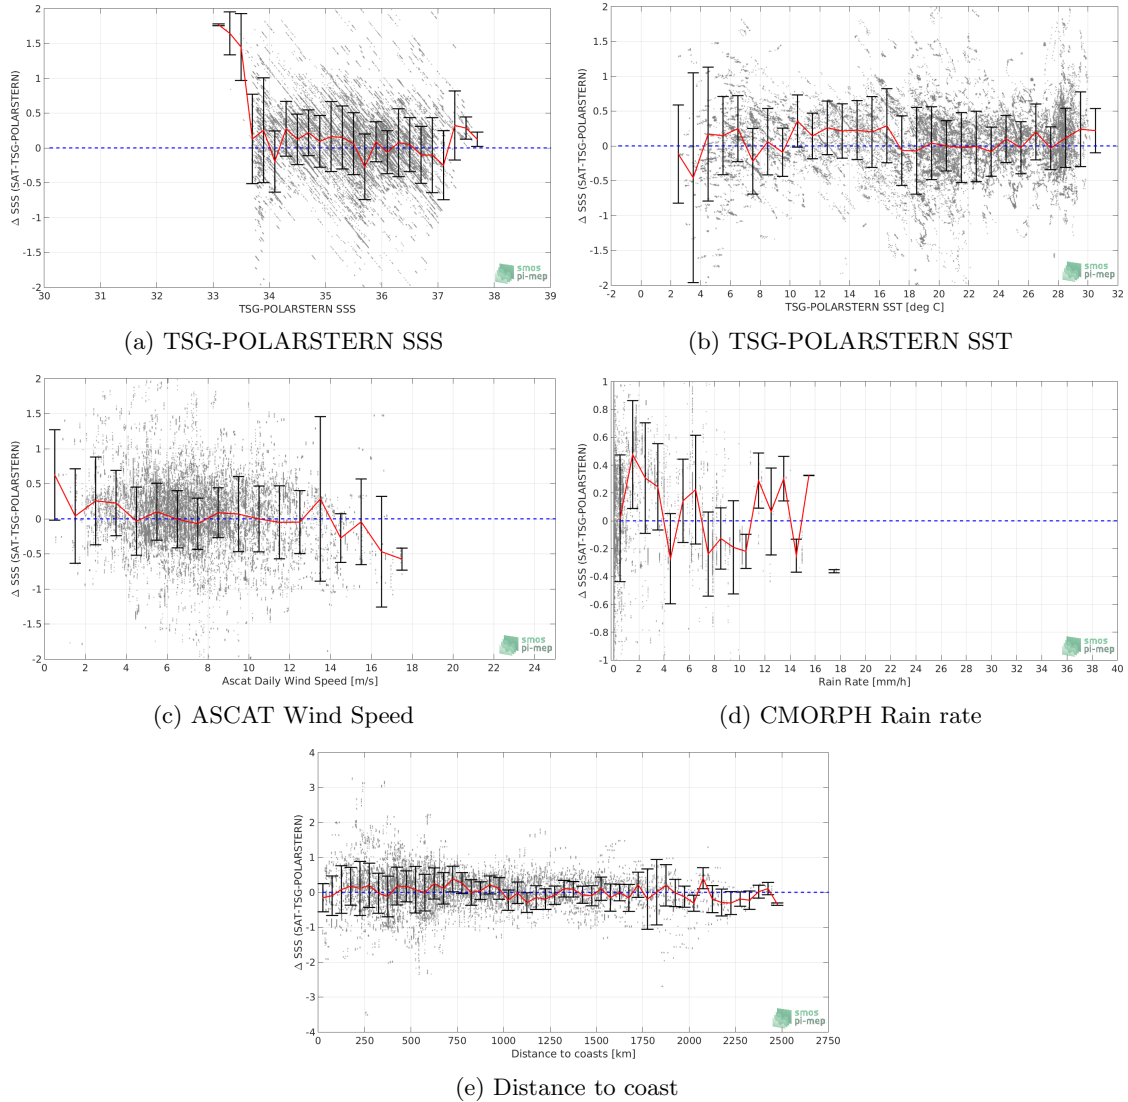 2
1.5
1
0.5
0
-0.5
-1
-1.5
-2
Δ SSS (SAT-TSG-POLARSTERN)
30 31 32 33 34 35 36 37 38 39
TSG-POLARSTERN SSS
smos
pi-mep
(a) TSG-POLARSTERN SSS
2
1.5
1
0.5
0
-0.5
-1
-1.5
-2
Δ SSS (SAT-TSG-POLARSTERN)
-2 0 2 4 6 8 10 12 14 16 18 20 22 24 26 28 30 32
TSG-POLARSTERN SST [deg C]
smos
pi-mep
(b) TSG-POLARSTERN SST
2
1.5
1
0.5
0
-0.5
-1
-1.5
-2
Δ SSS (SAT-TSG-POLARSTERN)
0 2 4 6 8 10 12 14 16 18 20 22 24
Ascat Daily Wind Speed [m/s]
smos
pi-mep
(c) ASCAT Wind Speed
1
0.8
0.6
0.4
0.2
0
-0.2
-0.4
-0.6
-0.8
-1
Δ SSS (SAT-TSG-POLARSTERN)
0 2 4 6 8 10 12 14 16 18 20 22 24 26 28 30 32 34 36 38 40
Rain Rate [mm/h]
smos
pi-mep
(d) CMORPH Rain rate
4
3
2
1
0
-1
-2
-3
-4
Δ SSS (SAT-TSG-POLARSTERN)
0 250 500 750 1000 1250 1500 1750 2000 2250 2500 2750
Distance to coasts [km]
smos
pi-mep
(e) Distance to coast